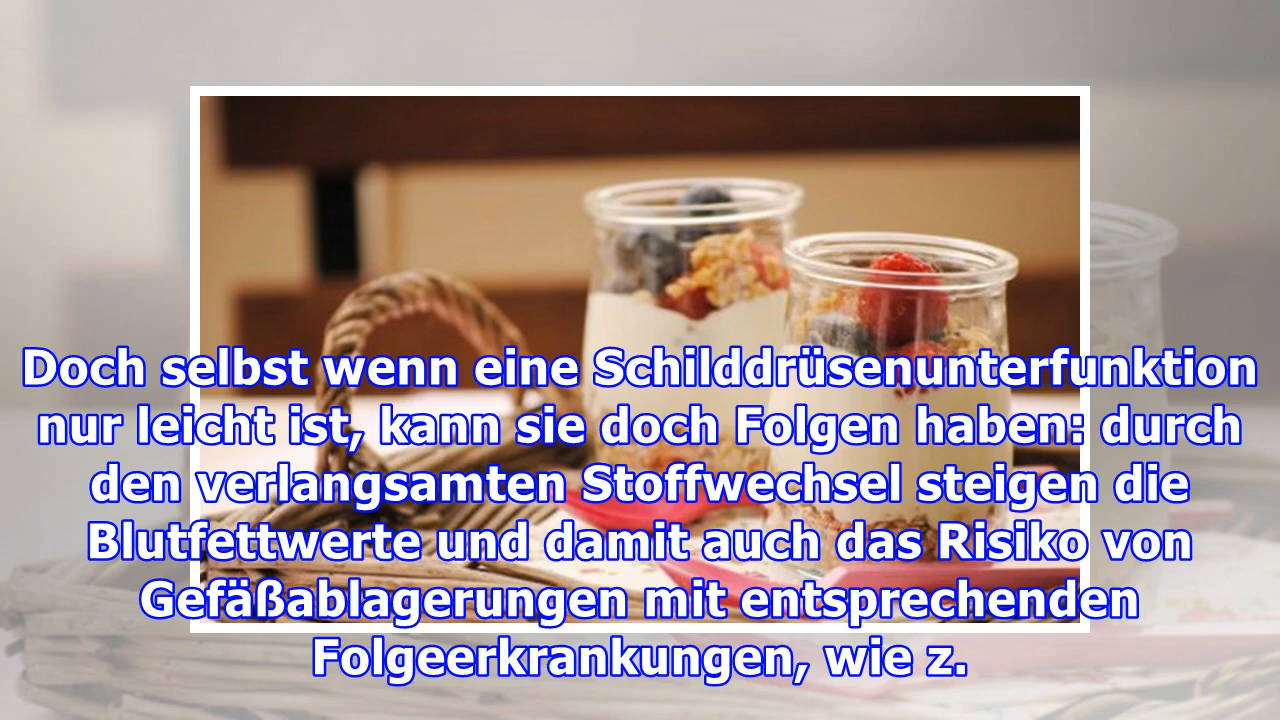 Doch selbst wenn eine Schilddrüsenunterfunktion
nur leicht ist, kann sie doch Folgen haben: durch
den verlangsamten Stoffwechsel steigen die
Blutfettwerte und damit auch das Risiko von
Gefäßablagerungen mit entsprechenden
Folgeerkrankungen, wie z.